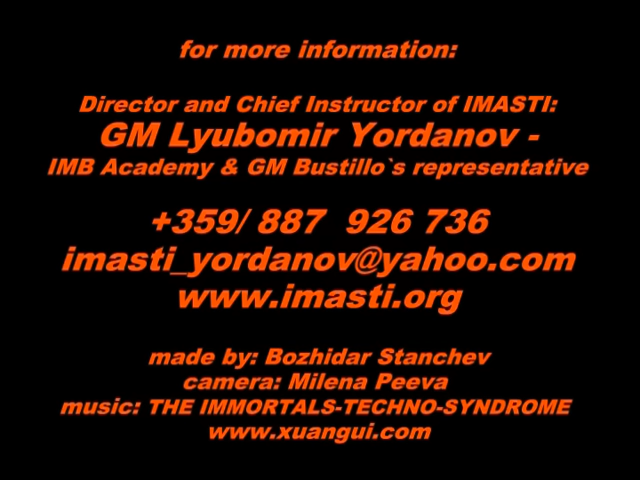 for more information:
Director and Chief Instructor of IMASTI:
GM Lyubomir Yordanov -
IMB Academy & GM Bustillo`s representative
+359/ 887 926 736
imasti_yordanov@yahoo.com
www.imasti.org
made by: Bozhidar Stanchev
camera: Milena Peeva
music: THE IMMORTALS-TECHNO-SYNDROME
www.xuangui.com